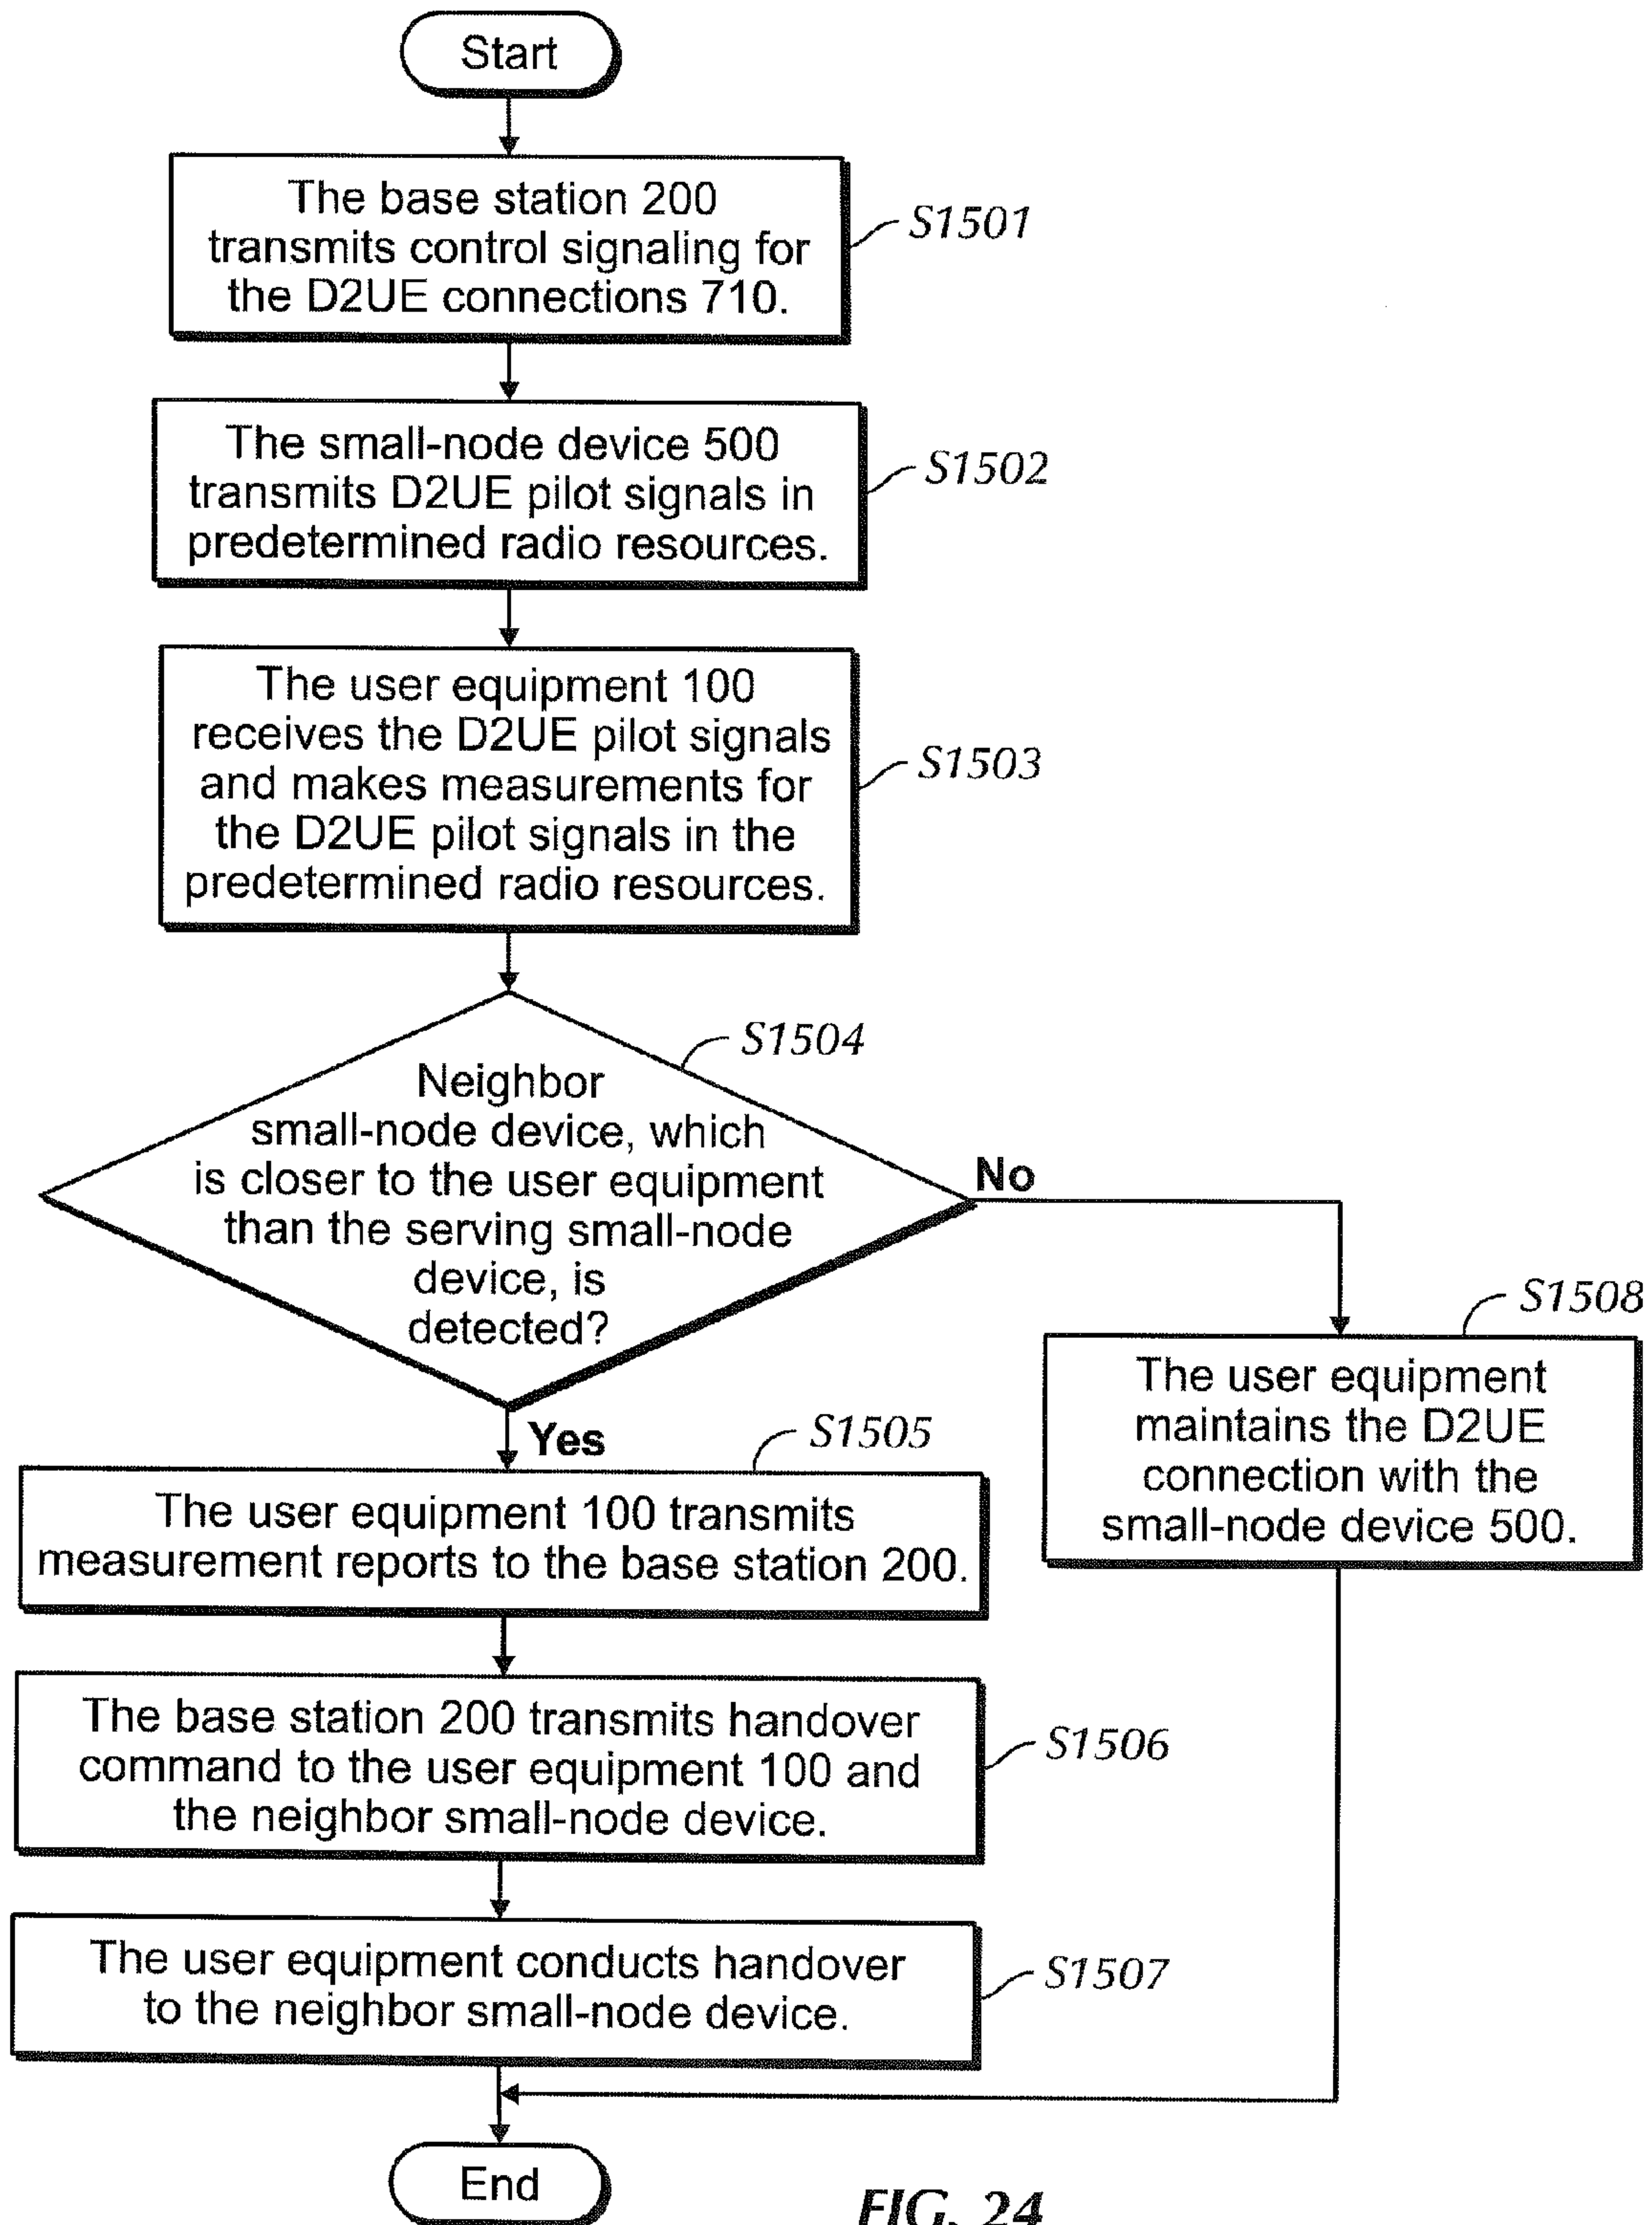 Start
The base station 200
transmits control signaling for
the D2UE connections 710.
S1501
The small-node device 500
transmits D2UE pilot signals in
predetermined radio resources.
S1502
The user equipment 100
receives the D2UE pilot signals
and makes measurements for
the D2UE pilot signals in the
predetermined radio resources.
S1503
S1504
Neighbor
small-node device, which
is closer to the user equipment
than the serving small-node
device, is
detected?
No
Yes
S1508
The user equipment
maintains the D2UE
connection with the
small-node device 500.
S1505
The user equipment 100 transmits
measurement reports to the base station 200.
The base station 200 transmits handover
command to the user equipment 100 and
the neighbor small-node device.
S1506
The user equipment conducts handover
to the neighbor small-node device.
S1507
End
FIG. 24